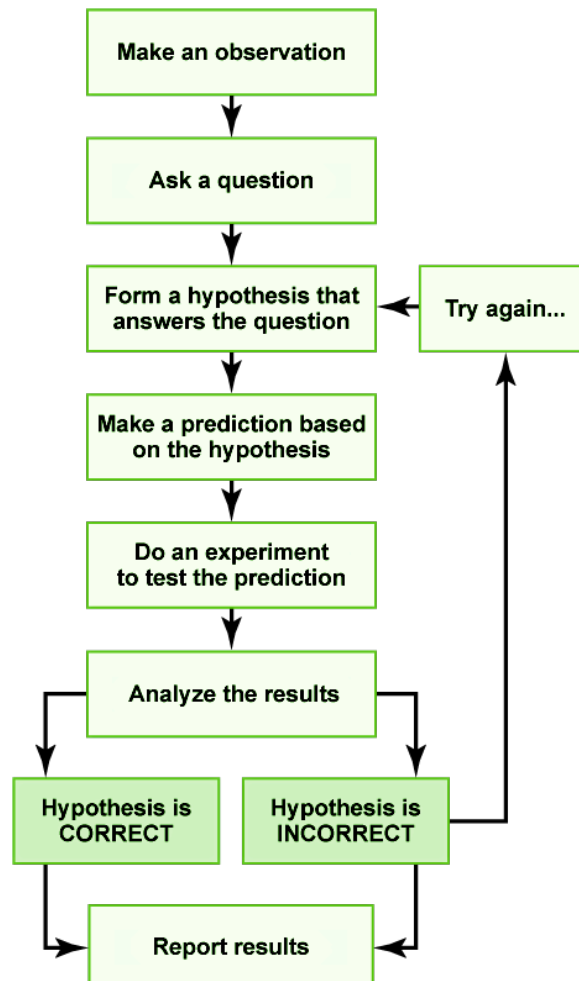 Make an observation
Ask a question
Form a hypothesis that
answers the question
Try again...
Make a prediction based
on the hypothesis
Do an experiment
to test the prediction
Analyze the results
Hypothesis is
CORRECT
Hypothesis is
INCORRECT
Report results